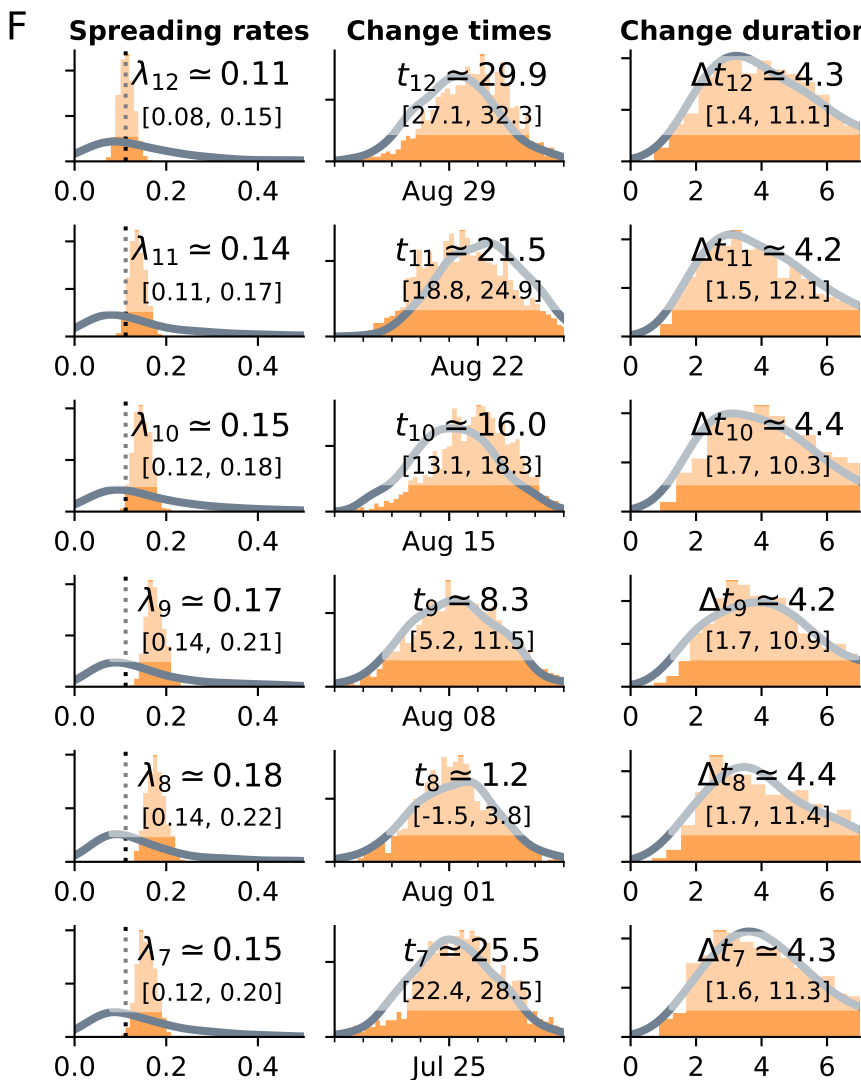 F
Spreading rates Change times Change duration
λ12 ≃ 0.11 t12 ≃ 29.9 Δt12 ≃ 4.3
[0.08, 0.15] [27.1, 32.3] [1.4, 11.1]
0.0 0.2 0.4 Aug 29 0 2 4 6
λ11 ≃ 0.14 t11 ≃ 21.5 Δt11 ≃ 4.2
[0.11, 0.17] [18.8, 24.9] [1.5, 12.1]
0.0 0.2 0.4 Aug 22 0 2 4 6
λ10 ≃ 0.15 t10 ≃ 16.0 Δt10 ≃ 4.4
[0.12, 0.18] [13.1, 18.3] [1.7, 10.3]
0.0 0.2 0.4 Aug 15 0 2 4 6
λ9 ≃ 0.17 t9 ≃ 8.3 Δt9 ≃ 4.2
[0.14, 0.21] [5.2, 11.5] [1.7, 10.9]
0.0 0.2 0.4 Aug 08 0 2 4 6
λ8 ≃ 0.18 t8 ≃ 1.2 Δt8 ≃ 4.4
[0.14, 0.22] [-1.5, 3.8] [1.7, 11.4]
0.0 0.2 0.4 Aug 01 0 2 4 6
λ7 ≃ 0.15 t7 ≃ 25.5 Δt7 ≃ 4.3
[0.12, 0.20] [22.4, 28.5] [1.6, 11.3]
0.0 0.2 0.4 Jul 25 0 2 4 6